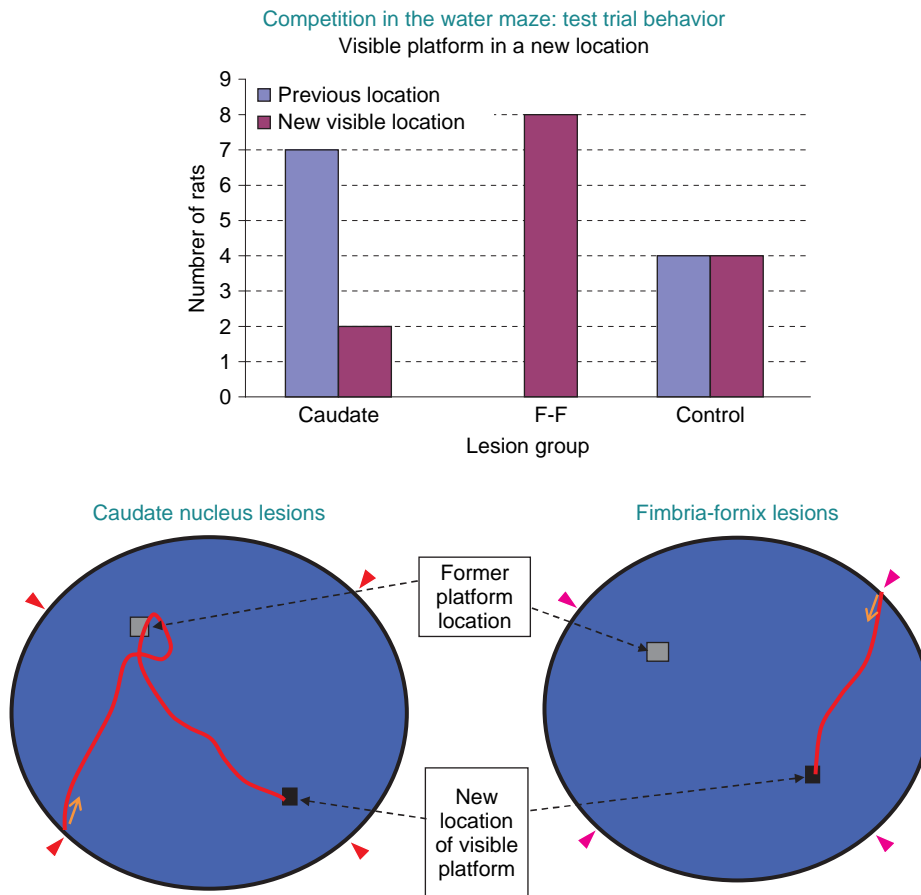 Competition in the water maze: test trial behavior
Visible platform in a new location
9
8
7
6
5
4
3
2
1
0
Numbrer of rats
Previous location
New visible location
Caudate
F-F
Control
Lesion group
Caudate nucleus lesions
Fimbria-fornix lesions
Former
platform
location
New
location
of visible
platform